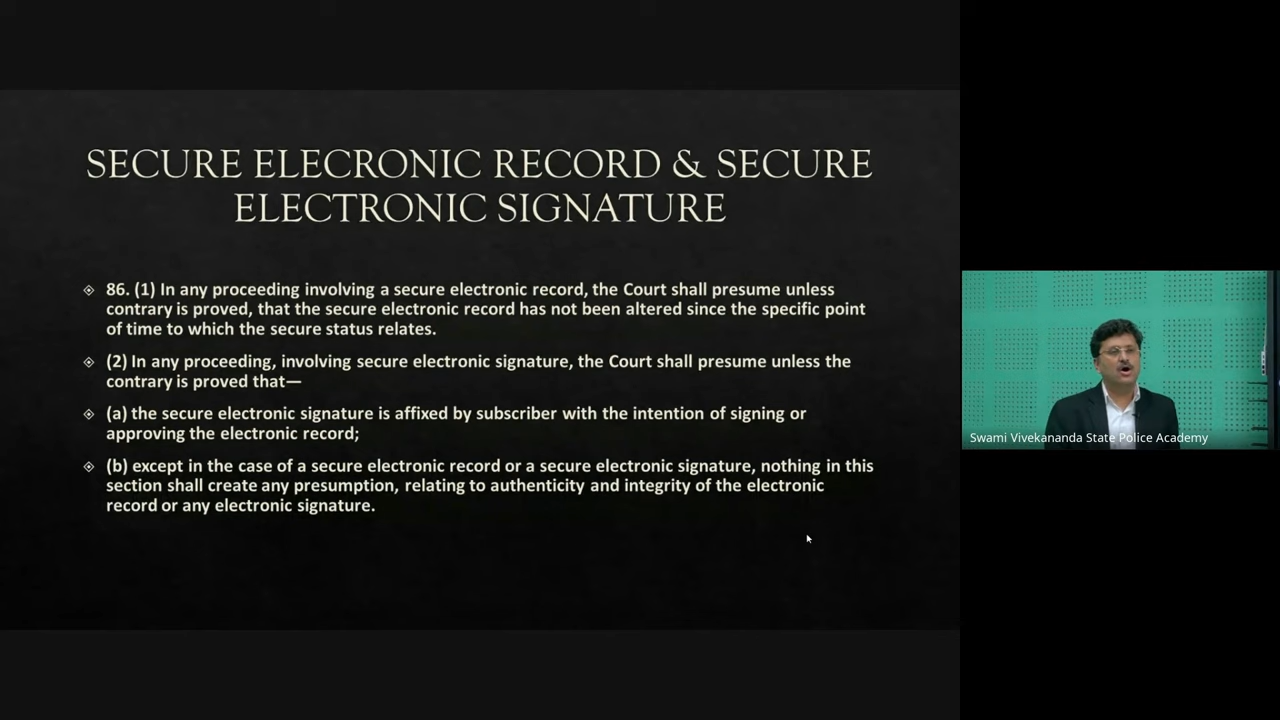 SECURE ELECRONIC RECORD & SECURE
ELECTRONIC SIGNATURE
86. (1) In any proceeding involving a secure electronic record, the Court shall presume unless
contrary is proved, that the secure electronic record has not been altered since the specific point
of time to which the secure status relates.
(2) In any proceeding, involving secure electronic signature, the Court shall presume unless the
contrary is proved that—
(a) the secure electronic signature is affixed by subscriber with the intention of signing or
approving the electronic record;
(b) except in the case of a secure electronic record or a secure electronic signature, nothing in this
section shall create any presumption, relating to authenticity and integrity of the electronic
record or any electronic signature.
Swami Vivekananda State Police Academy